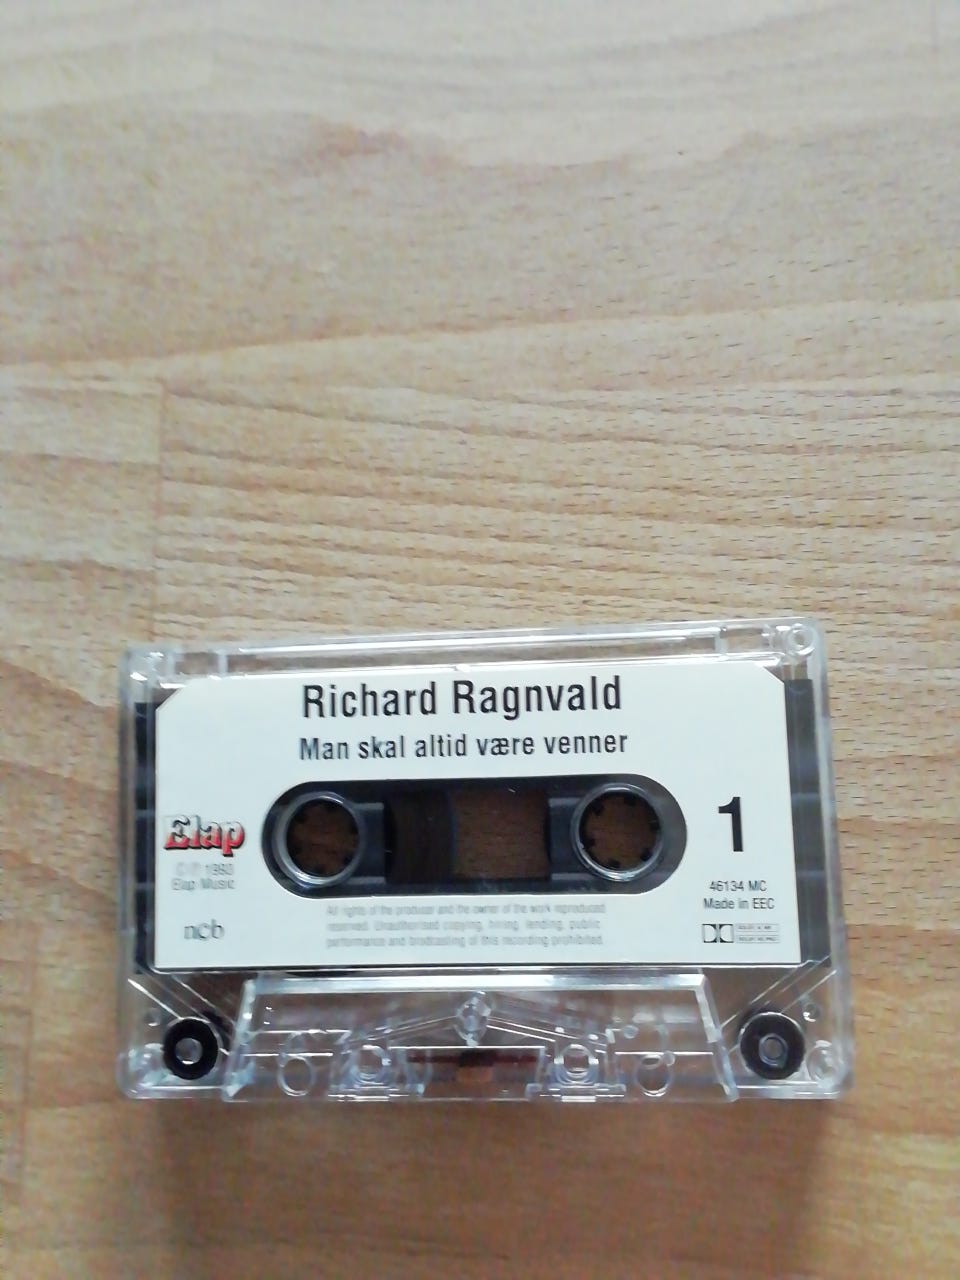 Richard Ragnvald
Man skal altid være venner
Elap
Elap Music
ncb
1
46134 MC
Made in EEC
All rights of the producer and the owner of the work reproduced
reserved. Unauthorised copying, hiring, lending, public
performance and brodcasting of this recording prohibited.